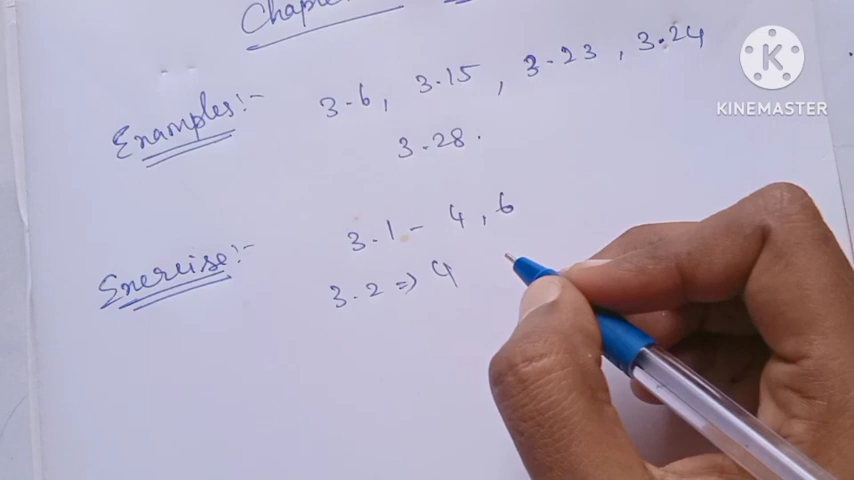 Chapter
Examples:- 3.6, 3.15, 3.23, 3.24
3.28.
Exercise:- 3.1 - 4, 6
3.2 => 4
KINEMASTER